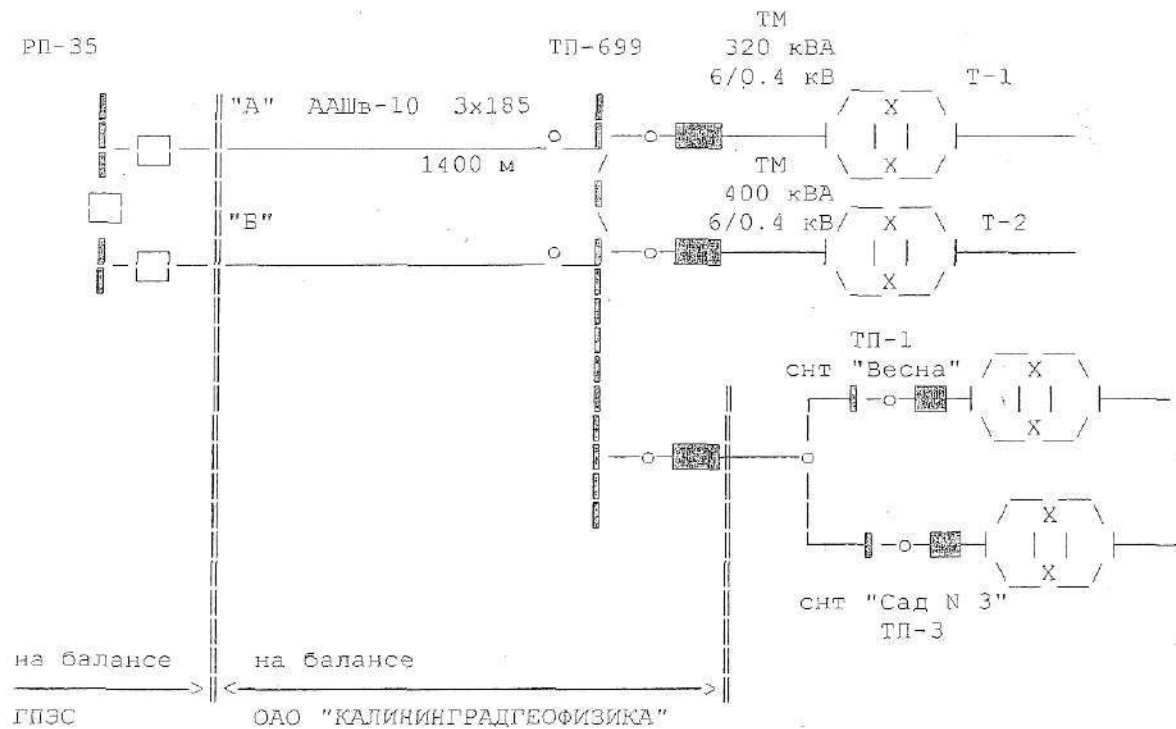 ТМ
РП-35 ТП-699 320 кВА
6/0.4 кВ Т-1
"А" ААШв-10 3х185 X
1400 м X
ТМ
400 кВА
"Б" 6/0.4 кВ X Т-2
X
ТП-1
снт "Весна" X
X
X
X
снт "Сад N 3"
ТП-3
на балансе на балансе
ГПЭС ОАО "КАЛИНИНГРАДГЕОФИЗИКА"